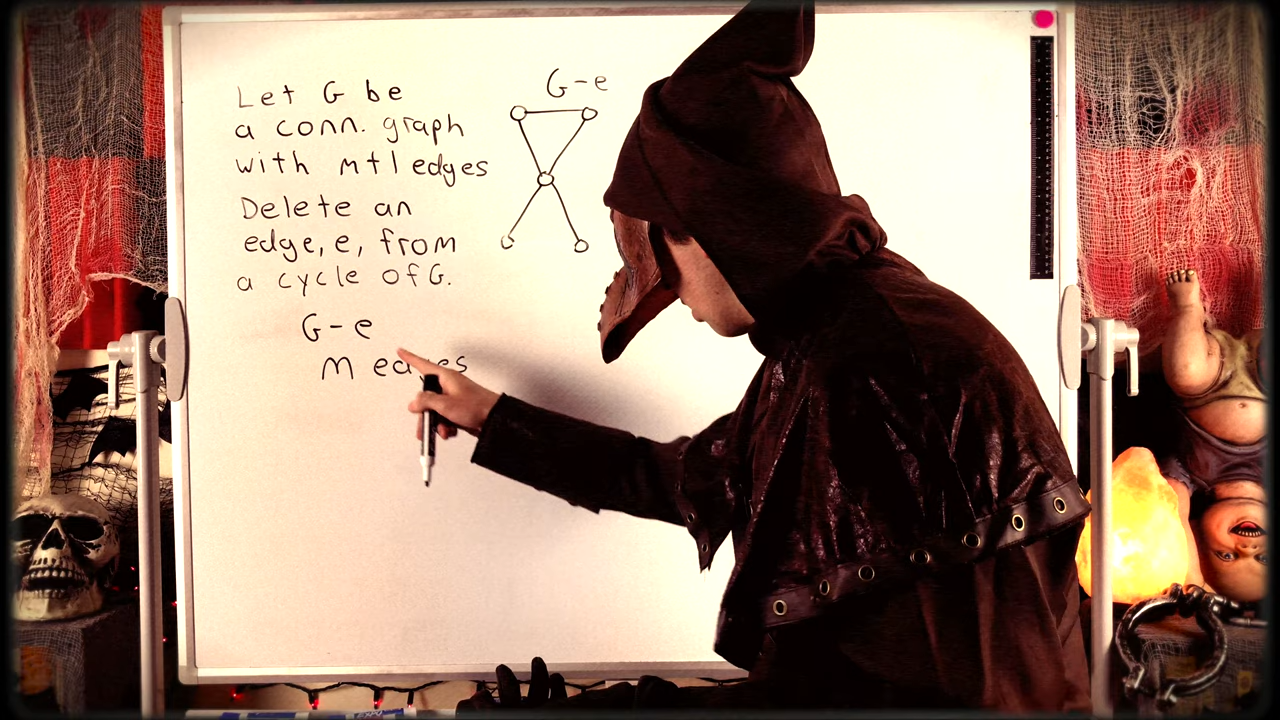 Let G be
a conn. graph
with m+1 edges
Delete an
edge, e, from
a cycle of G.
G-e
m edges
G-e